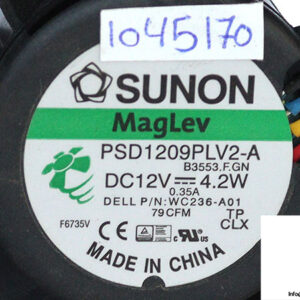 1045170
SUNON
MagLev
PSD1209PLV2-A
B3553.F.GN
DC12V 4.2W
0.35A
DELL P/N: WC236-A01
79CFM TP
F6735V CLX
MADE IN CHINA